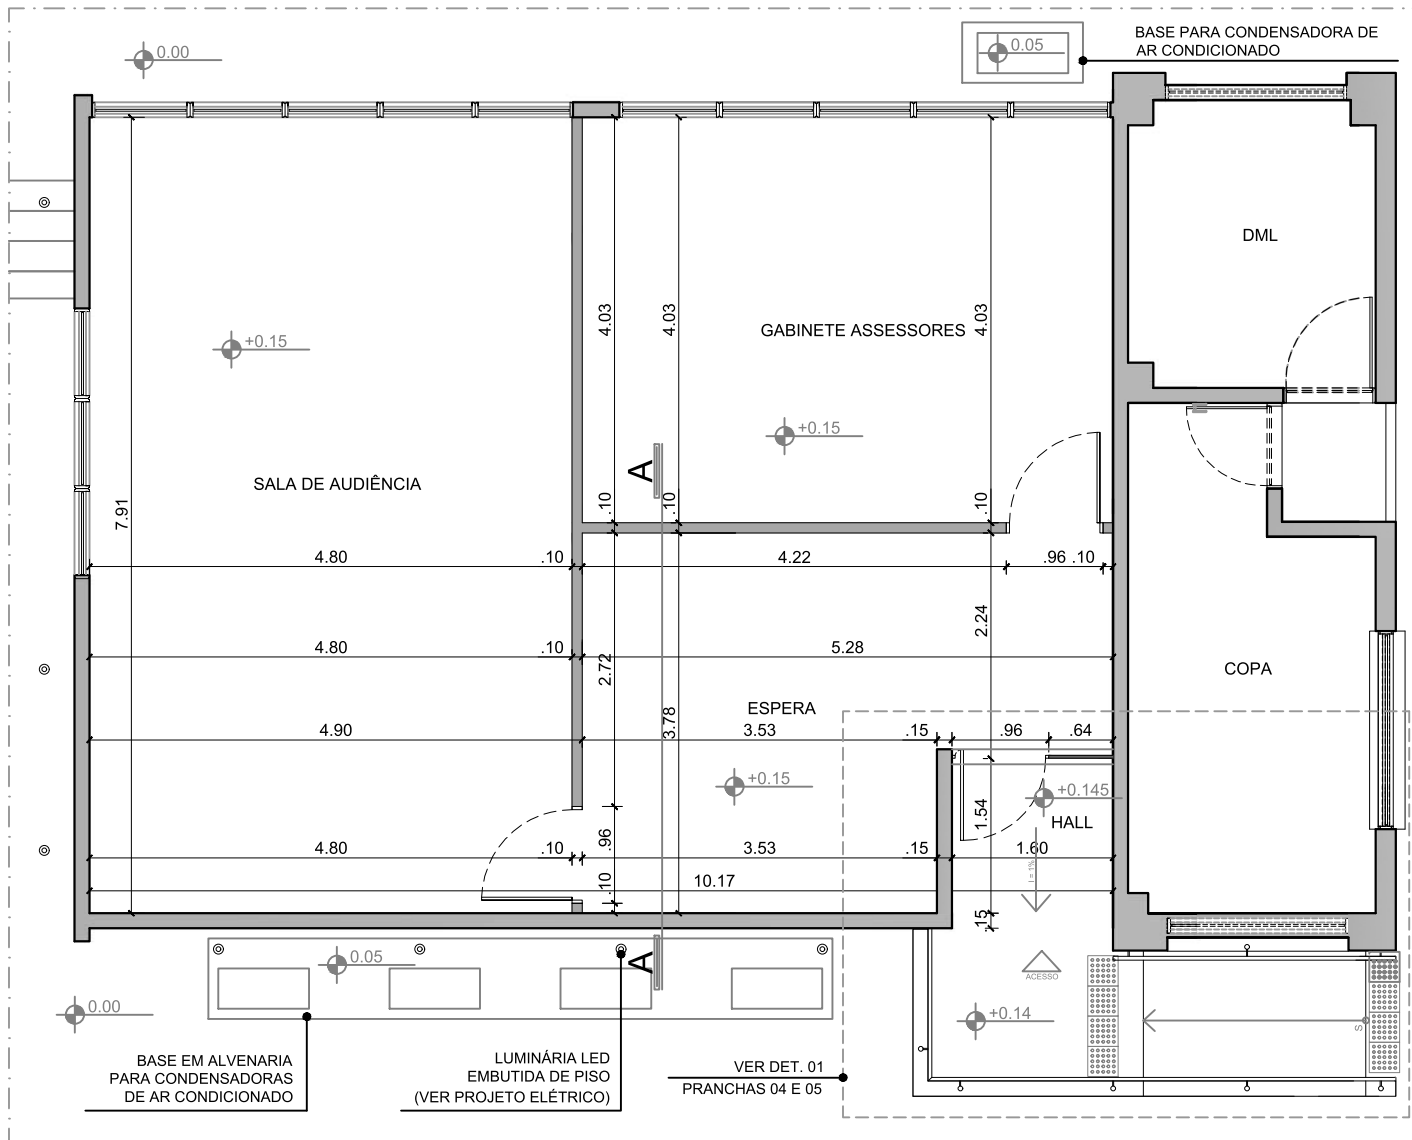 0.00
0.05
BASE PARA CONDENSADORA DE
AR CONDICIONADO
DML
4.03
4.03
4.03
GABINETE ASSESSORES
+0.15
+0.15
A
SALA DE AUDIÊNCIA
7.91
.10
.10
.10
4.80
.10
4.22
.96
.10
2.24
4.80
.10
2.72
5.28
COPA
ESPERA
4.90
3.78
3.53
.15
.96
.64
+0.15
+0.145
1.54
HALL
.96
4.80
.10
3.53
.15
1.60
i = 1%
.10
10.17
.15
A
0.05
ACESSO
0.00
+0.14
S
BASE EM ALVENARIA
PARA CONDENSADORAS
DE AR CONDICIONADO
LUMINÁRIA LED
EMBUTIDA DE PISO
(VER PROJETO ELÉTRICO)
VER DET. 01
PRANCHAS 04 E 05